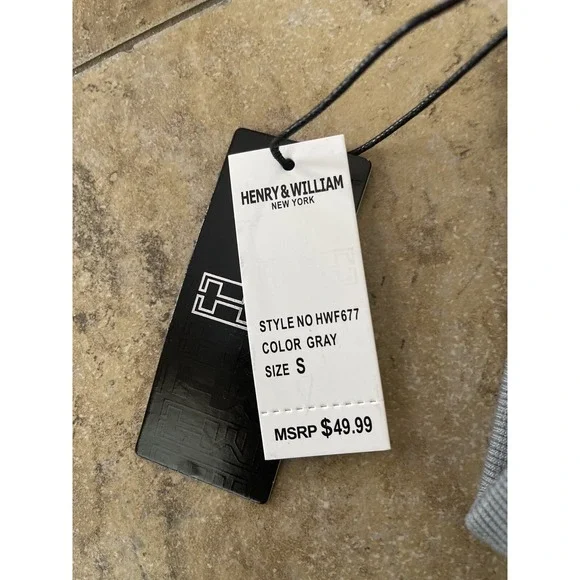 HENRY & WILLIAM
NEW YORK
STYLE NO HWF677
COLOR GRAY
SIZE S
MSRP $49.99